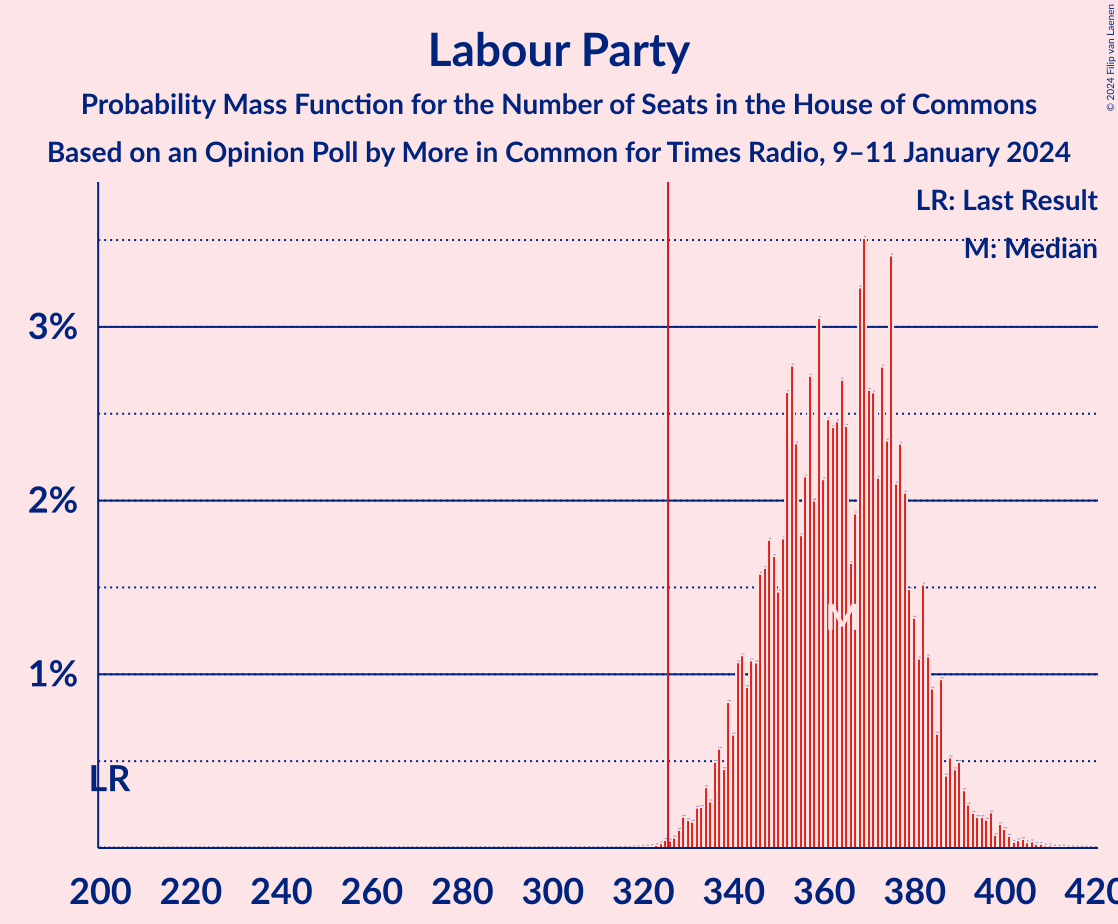 Labour Party
Probability Mass Function for the Number of Seats in the House of Commons
Based on an Opinion Poll by More in Common for Times Radio, 9–11 January 2024
© 2024 Filip van Laenen
LR: Last Result
M: Median
3%
2%
1%
M
LR
200 220 240 260 280 300 320 340 360 380 400 420